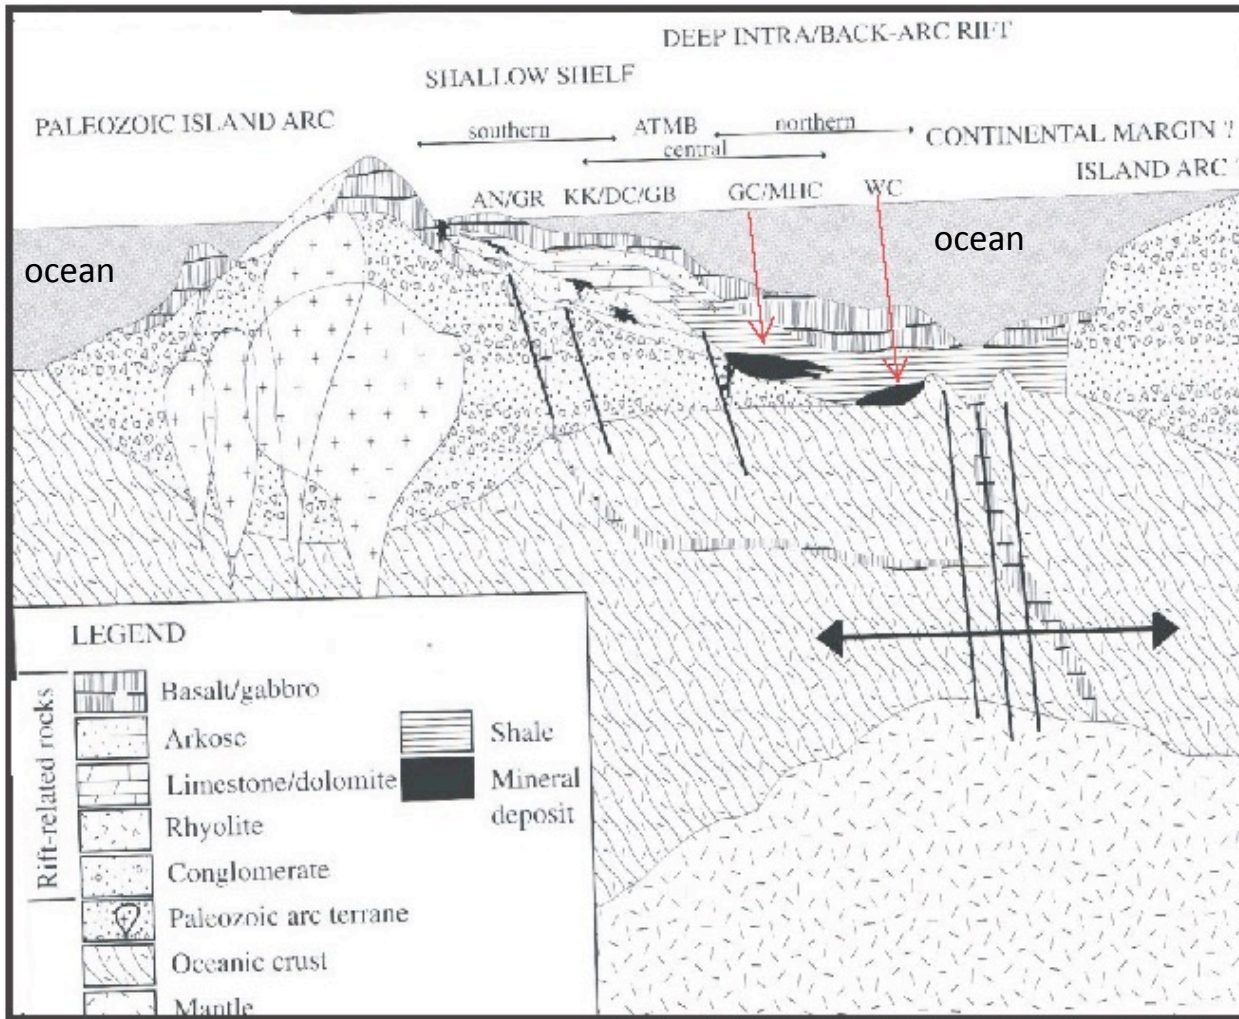 DEEP INTRA/BACK-ARC RIFT
SHALLOW SHELF
PALEOZOIC ISLAND ARC
southern
ATMB
northern
central
CONTINENTAL MARGIN ?
ISLAND ARC
AN/GR
KK/DC/GB
GC/MHC
WC
ocean
ocean
LEGEND
Rift-related rocks
Basalt/gabbro
Arkose
Limestone/dolomite
Rhyolite
Conglomerate
Paleozoic arc terrane
Oceanic crust
Mantle
Shale
Mineral
deposit